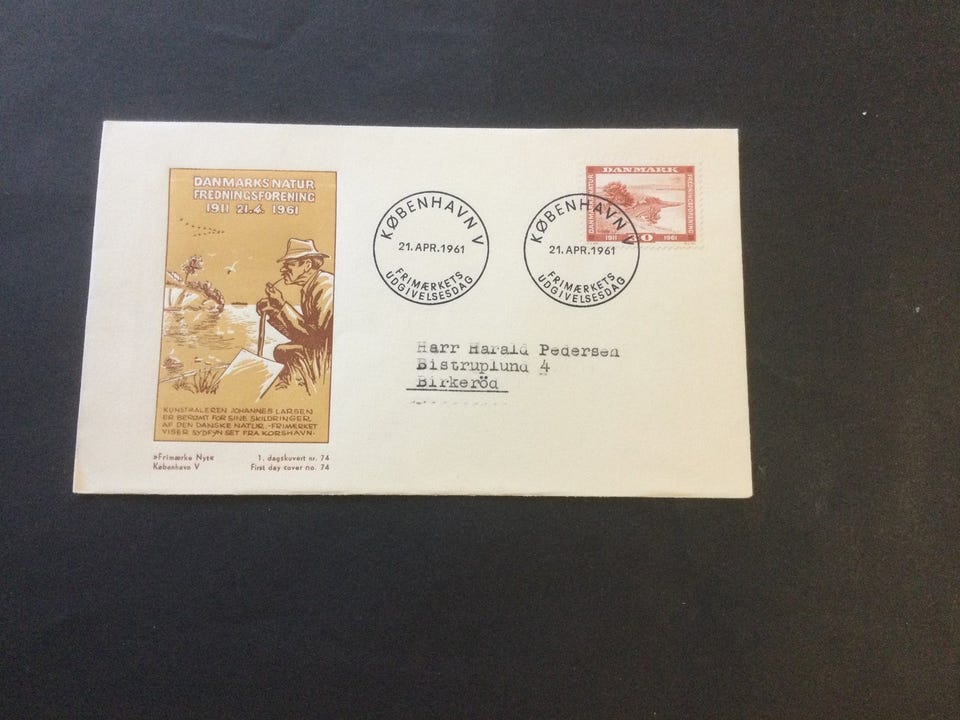 DANMARKS NATUR
FREDNINGSFORENING
1911 21.4. 1961
KUNSTMALEREN JOHANNES LARSEN
ER BERØMT FOR SINE SKILDRINGER
AF DEN DANSKE NATUR.-FRIMÆRKET
VISER SYDFYN SET FRA KORSHAVN.
»Frimærke Nyt«
København V
1. dagskuvert nr. 74
First day cover no. 74
KØBENHAVN V
21. APR. 1961
FRIMÆRKETS
UDGIVELSESDAG
KØBENHAVN V
21. APR. 1961
FRIMÆRKETS
UDGIVELSESDAG
DANMARK
DANMARKS NATUR
FREDNINGSFORENING
1911
1961
Harr Harald Pedersen
Bistruplund 4
Birkeröd